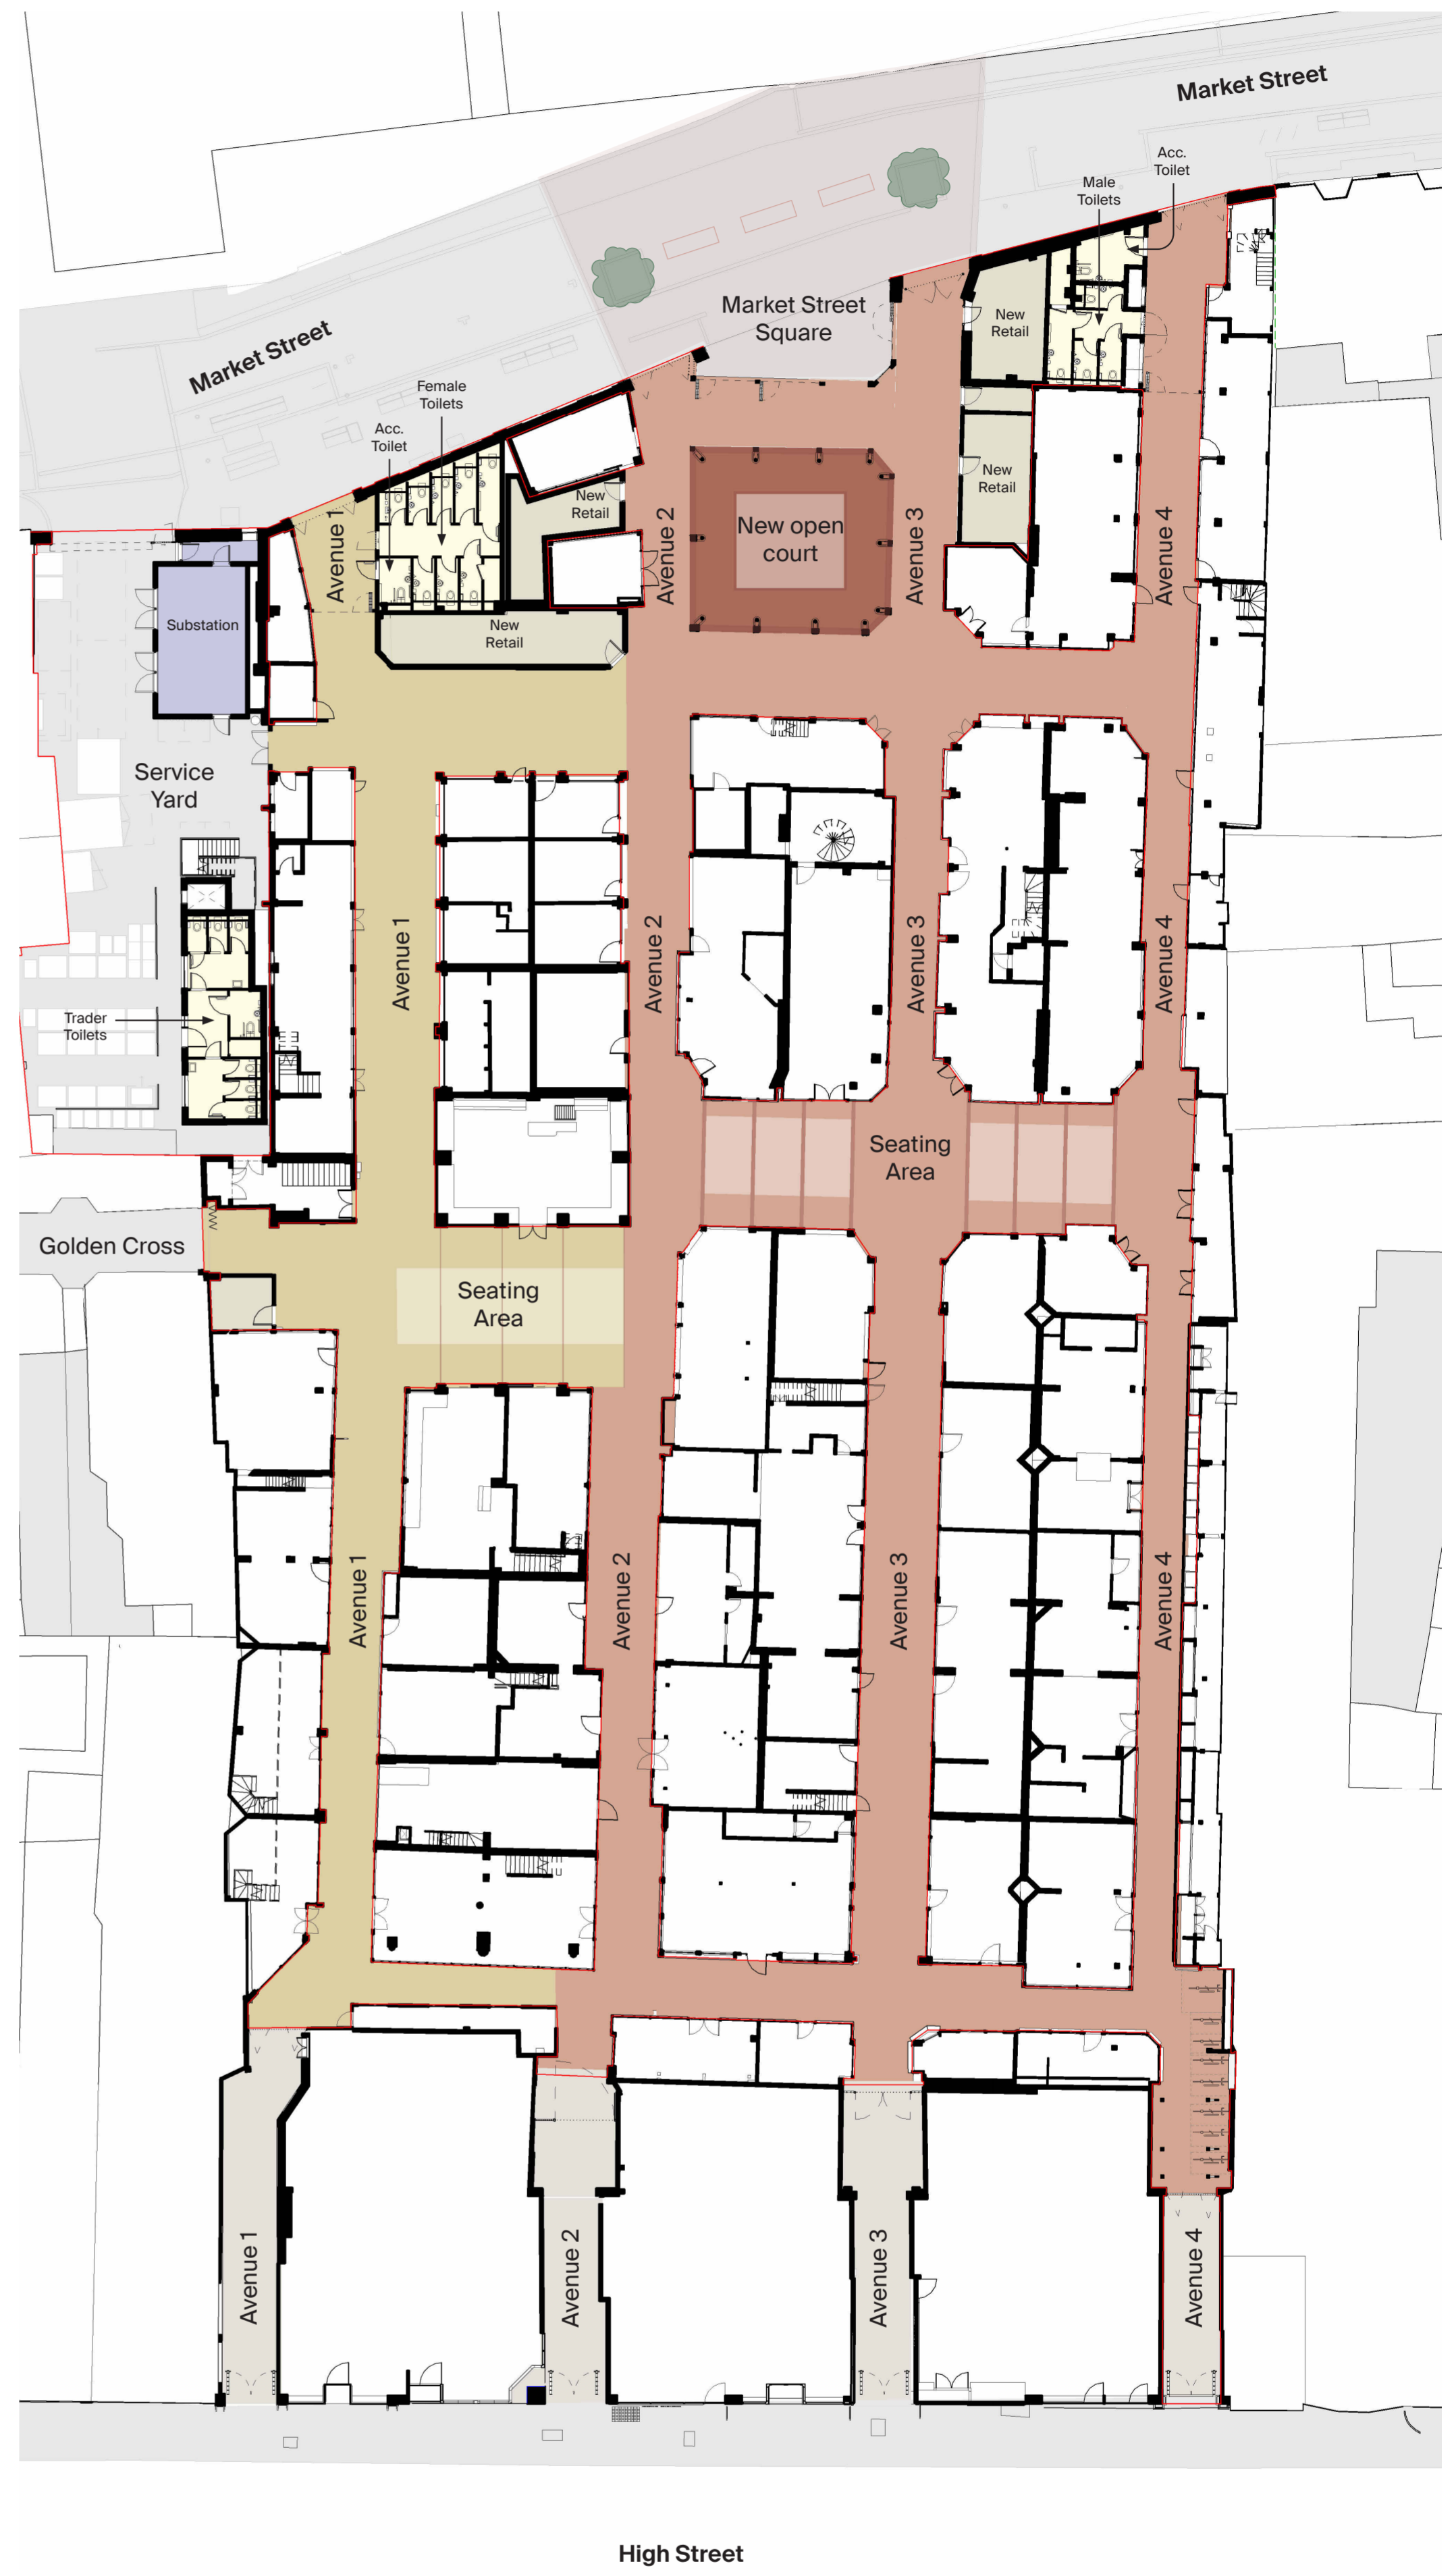 Market Street
Acc.
Toilet
Male
Toilets
Market Street
Square
New
Retail
Market Street
Female
Toilets
Acc.
Toilet
New
Retail
New
Retail
Avenue 1
Avenue 2
New open
court
Avenue 3
Avenue 4
Substation
New
Retail
Service
Yard
Avenue 1
Avenue 2
Avenue 3
Avenue 4
Trader
Toilets
Seating
Area
Golden Cross
Seating
Area
Avenue 1
Avenue 2
Avenue 3
Avenue 4
Avenue 1
Avenue 2
Avenue 3
Avenue 4
High Street